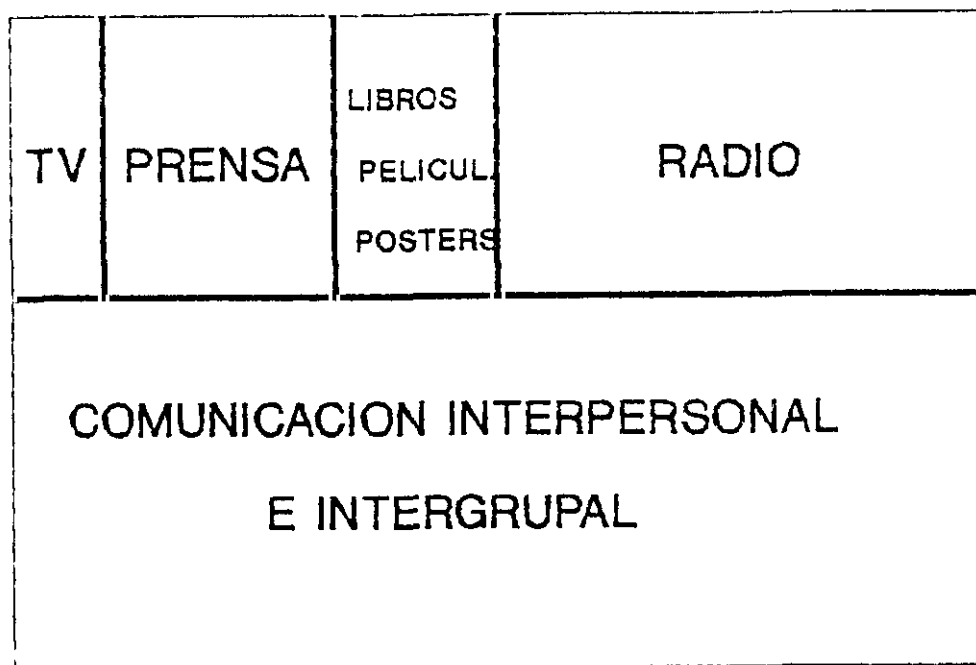 TV
PRENSA
LIBROS
PELICUL.
POSTERS
RADIO
COMUNICACION INTERPERSONAL
E INTERGRUPAL